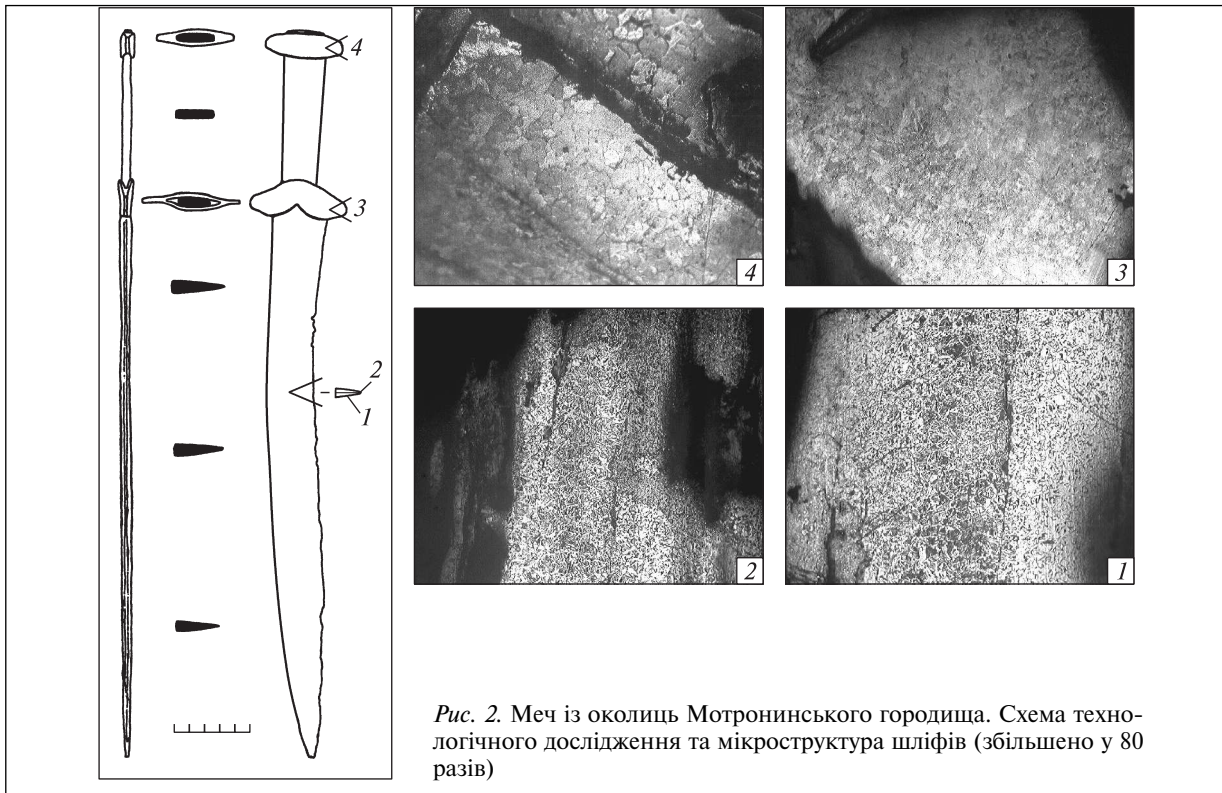 4
3
2
1
4
3
2
1
Рис. 2. Меч із околиць Мотронинського городища. Схема техно-
логічного дослідження та мікроструктура шліфів (збільшено у 80
разів)